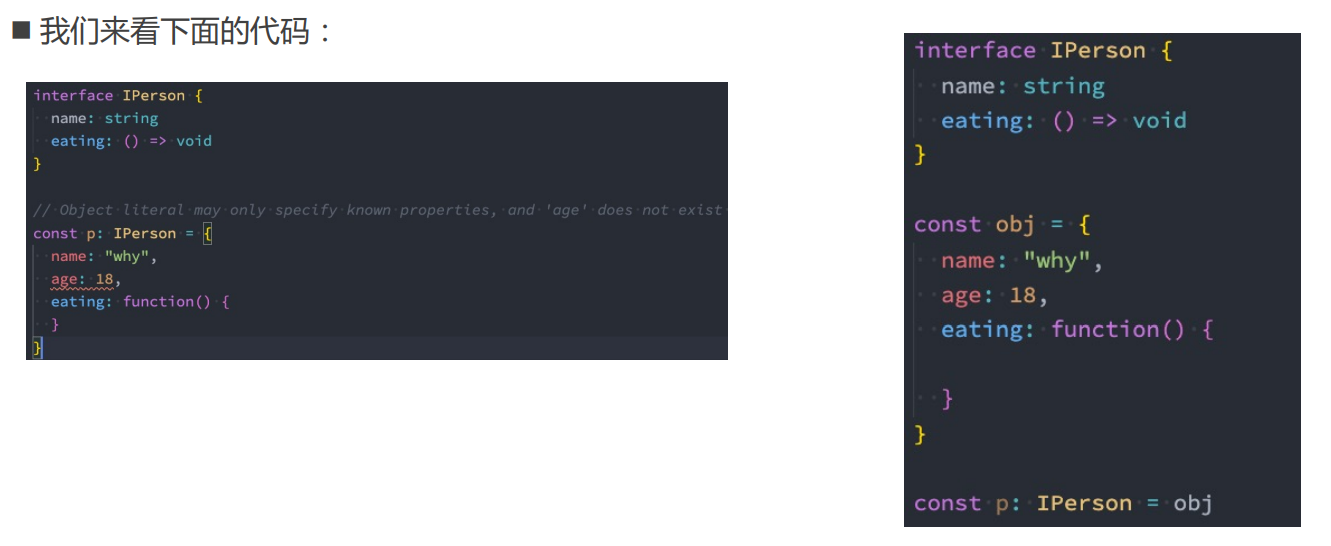 ■ 我们来看下面的代码：
interface IPerson {
  name: string
  eating: () => void
}

// Object literal may only specify known properties, and 'age' does not exist
const p: IPerson = {
  name: "why",
  age: 18,
  eating: function() {
  }
}
interface IPerson {
  name: string
  eating: () => void
}

const obj = {
  name: "why",
  age: 18,
  eating: function() {

  }
}

const p: IPerson = obj